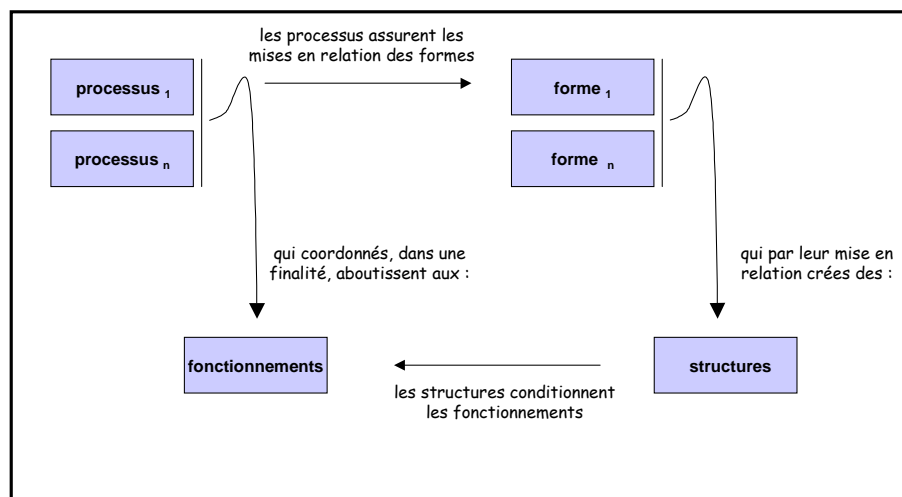 les processus assurent les
mises en relation des formes
processus 1
forme 1
processus n
forme n
qui coordonnés, dans une
finalité, aboutissent aux :
qui par leur mise en
relation crées des :
fonctionnements
structures
les structures conditionnent
les fonctionnements